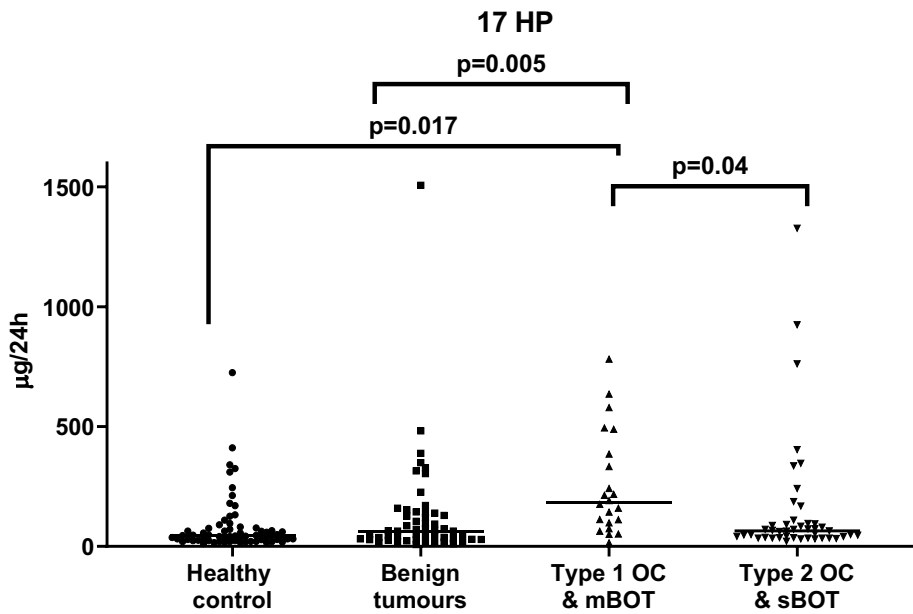 17 HP
p=0.005
p=0.017
p=0.04
1500
1000
500
0
μg/24h
Healthy
control
Benign
tumours
Type 1 OC
& mBOT
Type 2 OC
& sBOT